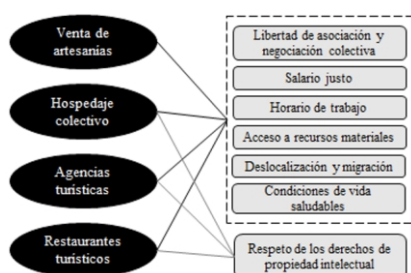 Venta de
artesanías
Hospedaje
colectivo
Agencias
turísticas
Restaurantes
turísticos
Libertad de asociación y
negociación colectiva
Salario justo
Horario de trabajo
Acceso a recursos materiales
Deslocalización y migración
Condiciones de vida
saludables
Respeto de los derechos de
propiedad intelectual